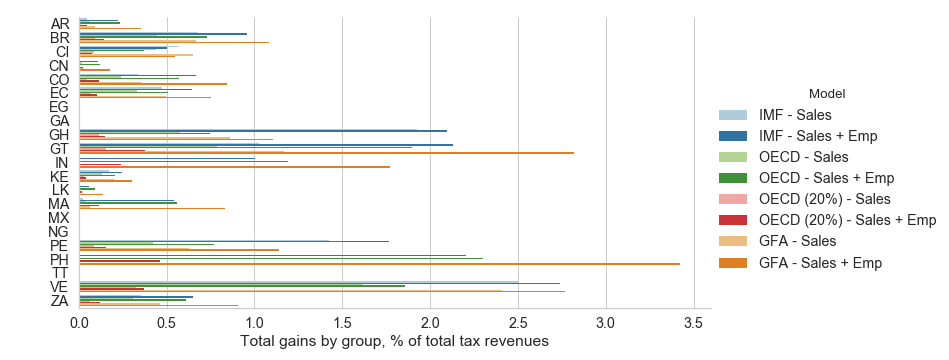 AR
BR
CI
CN
CO
EC
EG
GA
GH
GT
IN
KE
LK
MA
MX
NG
PE
PH
TT
VE
ZA
0.0 0.5 1.0 1.5 2.0 2.5 3.0 3.5
Total gains by group, % of total tax revenues
Model
IMF - Sales
IMF - Sales + Emp
OECD - Sales
OECD - Sales + Emp
OECD (20%) - Sales
OECD (20%) - Sales + Emp
GFA - Sales
GFA - Sales + Emp